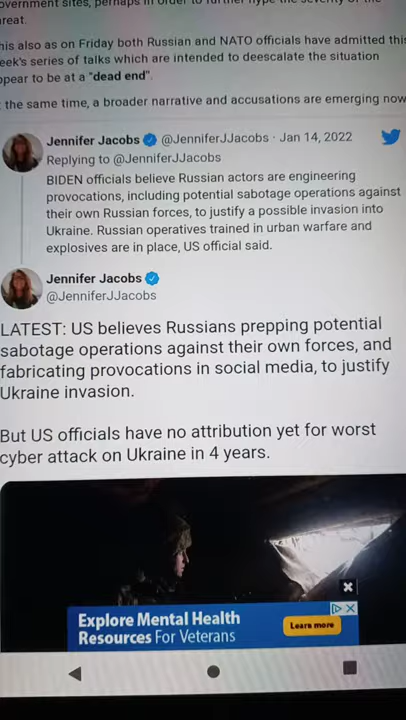 overnment sites, perhaps in order to further hype the severity of the
reat.
his also as on Friday both Russian and NATO officials have admitted this
eek's series of talks which are intended to deescalate the situation
ppear to be at a "dead end".
the same time, a broader narrative and accusations are emerging now
Jennifer Jacobs @JenniferJJacobs · Jan 14, 2022
Replying to @JenniferJJacobs
BIDEN officials believe Russian actors are engineering
provocations, including potential sabotage operations against
their own Russian forces, to justify a possible invasion into
Ukraine. Russian operatives trained in urban warfare and
explosives are in place, US official said.
Jennifer Jacobs
@JenniferJJacobs
LATEST: US believes Russians prepping potential
sabotage operations against their own forces, and
fabricating provocations in social media, to justify
Ukraine invasion.
But US officials have no attribution yet for worst
cyber attack on Ukraine in 4 years.
Explore Mental Health
Resources For Veterans
Learn more